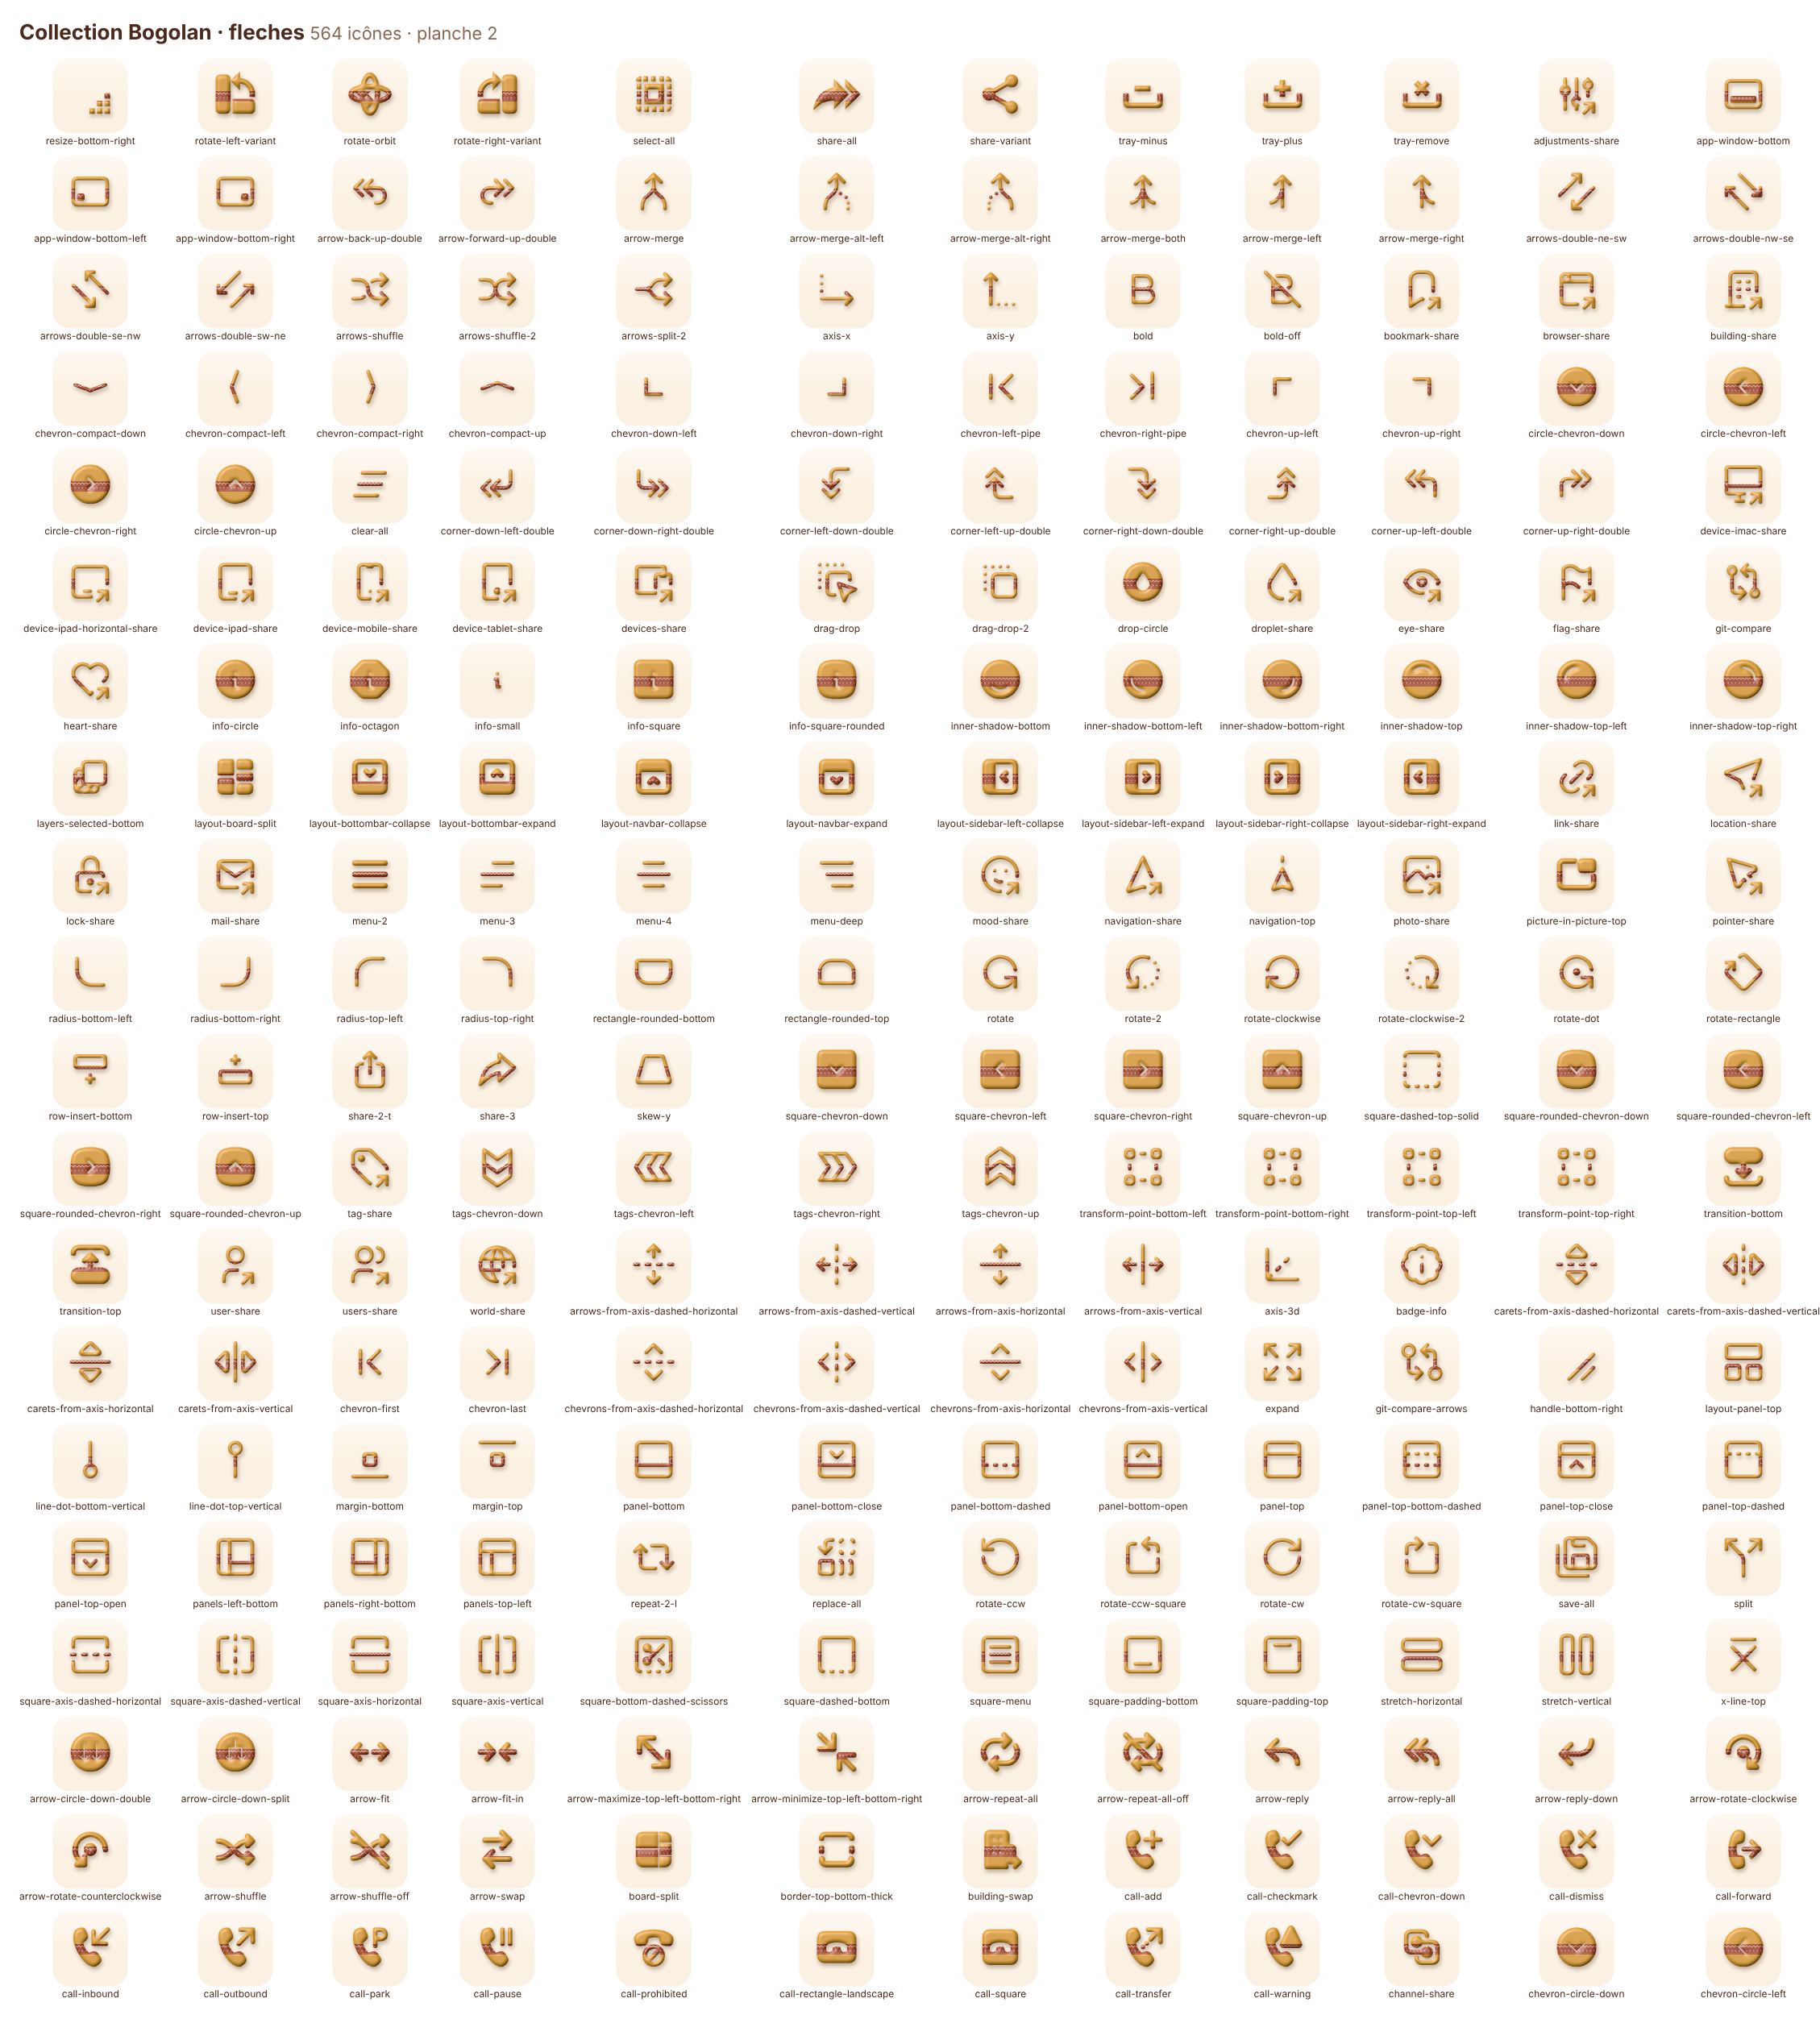 Collection Bogolan · fleches 564 icônes · planche 2
resize-bottom-right rotate-left-variant rotate-orbit rotate-right-variant select-all share-all share-variant tray-minus tray-plus tray-remove adjustments-share app-window-bottom
app-window-bottom-left app-window-bottom-right arrow-back-up-double arrow-forward-up-double arrow-merge arrow-merge-alt-left arrow-merge-alt-right arrow-merge-both arrow-merge-left arrow-merge-right arrows-double-ne-sw arrows-double-nw-se
arrows-double-se-nw arrows-double-sw-ne arrows-shuffle arrows-shuffle-2 arrows-split-2 axis-x axis-y bold bold-off bookmark-share browser-share building-share
chevron-compact-down chevron-compact-left chevron-compact-right chevron-compact-up chevron-down-left chevron-down-right chevron-left-pipe chevron-right-pipe chevron-up-left chevron-up-right circle-chevron-down circle-chevron-left
circle-chevron-right circle-chevron-up clear-all corner-down-left-double corner-down-right-double corner-left-down-double corner-left-up-double corner-right-down-double corner-right-up-double corner-up-left-double corner-up-right-double device-imac-share
device-ipad-horizontal-share device-ipad-share device-mobile-share device-tablet-share devices-share drag-drop drag-drop-2 drop-circle droplet-share eye-share flag-share git-compare
heart-share info-circle info-octagon info-small info-square info-square-rounded inner-shadow-bottom inner-shadow-bottom-left inner-shadow-bottom-right inner-shadow-top inner-shadow-top-left inner-shadow-top-right
layers-selected-bottom layout-board-split layout-bottombar-collapse layout-bottombar-expand layout-navbar-collapse layout-navbar-expand layout-sidebar-left-collapse layout-sidebar-left-expand layout-sidebar-right-collapse layout-sidebar-right-expand link-share location-share
lock-share mail-share menu-2 menu-3 menu-4 menu-deep mood-share navigation-share navigation-top photo-share picture-in-picture-top pointer-share
radius-bottom-left radius-bottom-right radius-top-left radius-top-right rectangle-rounded-bottom rectangle-rounded-top rotate rotate-2 rotate-clockwise rotate-clockwise-2 rotate-dot rotate-rectangle
row-insert-bottom row-insert-top share-2-t share-3 skew-y square-chevron-down square-chevron-left square-chevron-right square-chevron-up square-dashed-top-solid square-rounded-chevron-down square-rounded-chevron-left
square-rounded-chevron-right square-rounded-chevron-up tag-share tags-chevron-down tags-chevron-left tags-chevron-right tags-chevron-up transform-point-bottom-left transform-point-bottom-right transform-point-top-left transform-point-top-right transition-bottom
transition-top user-share users-share world-share arrows-from-axis-dashed-horizontal arrows-from-axis-dashed-vertical arrows-from-axis-horizontal arrows-from-axis-vertical axis-3d badge-info carets-from-axis-dashed-horizontal carets-from-axis-dashed-vertical
carets-from-axis-horizontal carets-from-axis-vertical chevron-first chevron-last chevrons-from-axis-dashed-horizontal chevrons-from-axis-dashed-vertical chevrons-from-axis-horizontal chevrons-from-axis-vertical expand git-compare-arrows handle-bottom-right layout-panel-top
line-dot-bottom-vertical line-dot-top-vertical margin-bottom margin-top panel-bottom panel-bottom-close panel-bottom-dashed panel-bottom-open panel-top panel-top-bottom-dashed panel-top-close panel-top-dashed
panel-top-open panels-left-bottom panels-right-bottom panels-top-left repeat-2-l replace-all rotate-ccw rotate-ccw-square rotate-cw rotate-cw-square save-all split
square-axis-dashed-horizontal square-axis-dashed-vertical square-axis-horizontal square-axis-vertical square-bottom-dashed-scissors square-dashed-bottom square-menu square-padding-bottom square-padding-top stretch-horizontal stretch-vertical x-line-top
arrow-circle-down-double arrow-circle-down-split arrow-fit arrow-fit-in arrow-maximize-top-left-bottom-right arrow-minimize-top-left-bottom-right arrow-repeat-all arrow-repeat-all-off arrow-reply arrow-reply-all arrow-reply-down arrow-rotate-clockwise
arrow-rotate-counterclockwise arrow-shuffle arrow-shuffle-off arrow-swap board-split border-top-bottom-thick building-swap call-add call-checkmark call-chevron-down call-dismiss call-forward
call-inbound call-outbound call-park call-pause call-prohibited call-rectangle-landscape call-square call-transfer call-warning channel-share chevron-circle-down chevron-circle-left